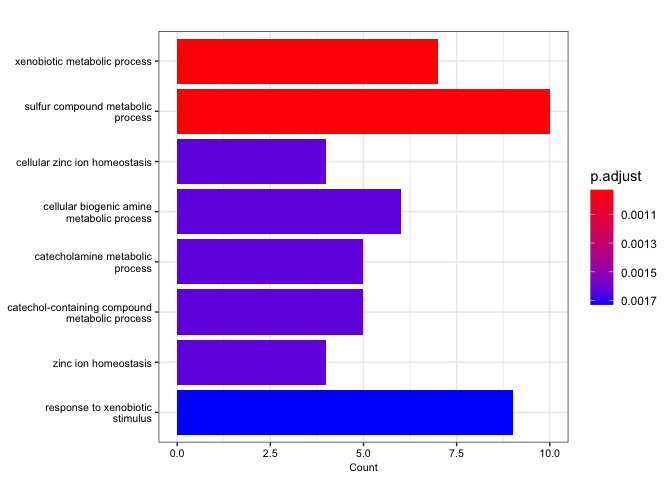 xenobiotic metabolic process
sulfur compound metabolic
process
cellular zinc ion homeostasis
cellular biogenic amine
metabolic process
catecholamine metabolic
process
catechol-containing compound
metabolic process
zinc ion homeostasis
response to xenobiotic
stimulus
0.0
2.5
5.0
7.5
10.0
Count
p.adjust
0.0011
0.0013
0.0015
0.0017